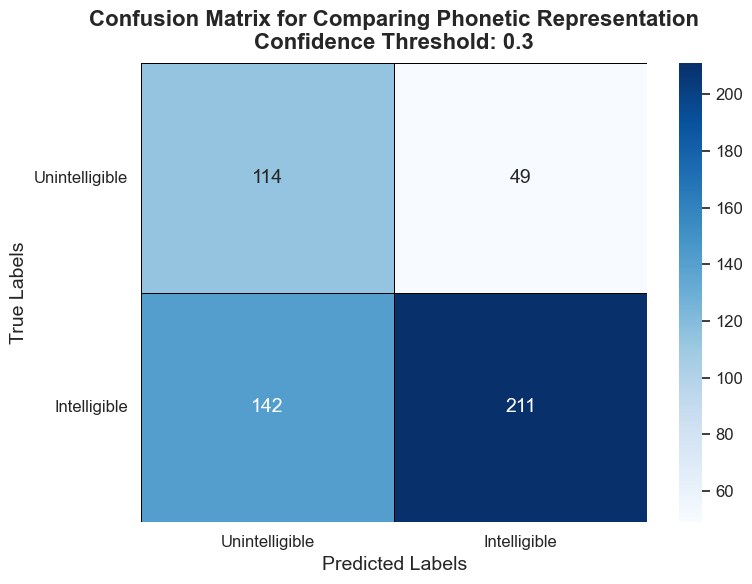 Confusion Matrix for Comparing Phonetic Representation
Confidence Threshold: 0.3
True Labels
Unintelligible
114
49
Intelligible
142
211
Unintelligible
Intelligible
Predicted Labels
200
180
160
140
120
100
80
60